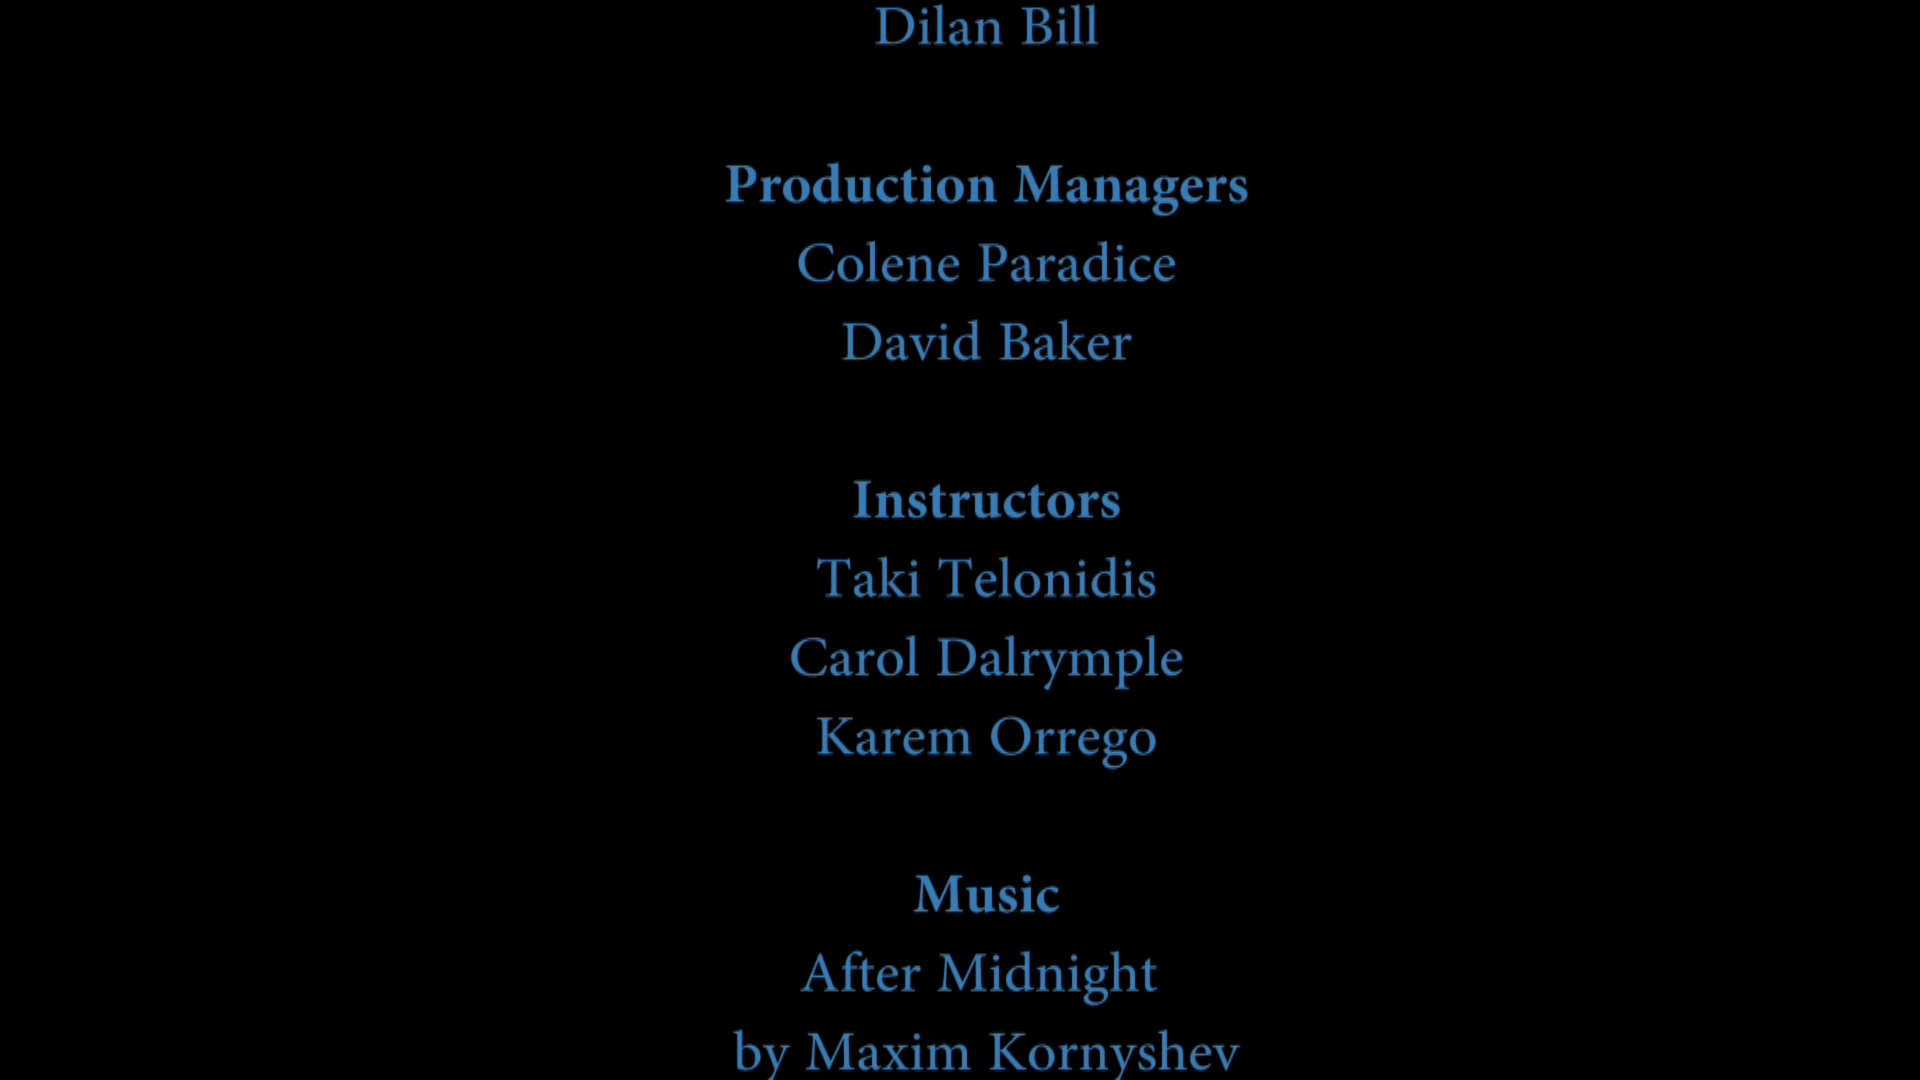 Dilan Bill
Production Managers
Colene Paradice
David Baker
Instructors
Taki Telonidis
Carol Dalrymple
Karem Orrego
Music
After Midnight
by Maxim Kornyshev